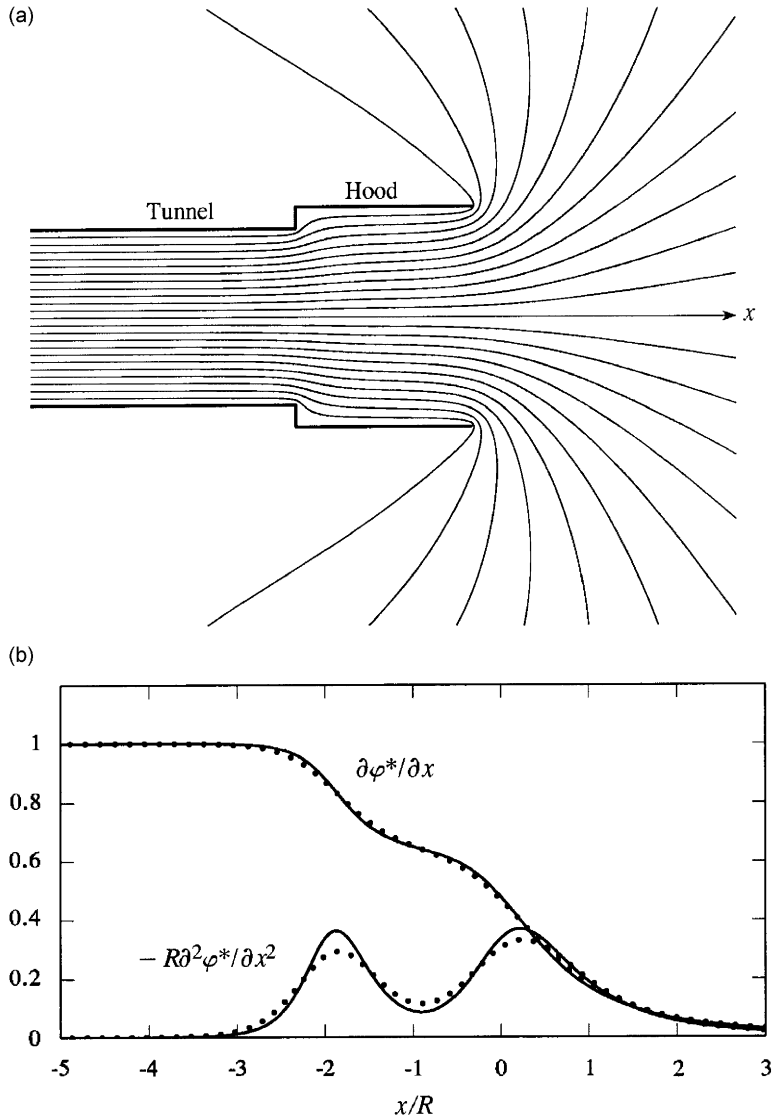 (a)
Hood
Tunnel
x
(b)
1
0.8
0.6
0.4
0.2
0
∂φ*/∂x
− R∂²φ*/∂x²
-5 -4 -3 -2 -1 0 1 2 3
x/R